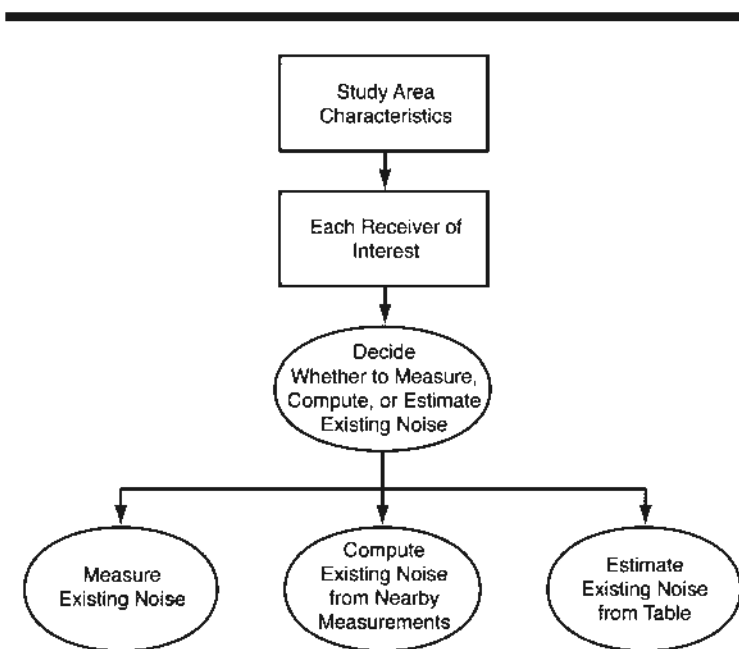 Study Area
Characteristics
Each Receiver of
Interest
Decide
Whether to Measure,
Compute, or Estimate
Existing Noise
Measure
Existing Noise
Compute
Existing Noise
from Nearby
Measurements
Estimate
Existing Noise
from Table